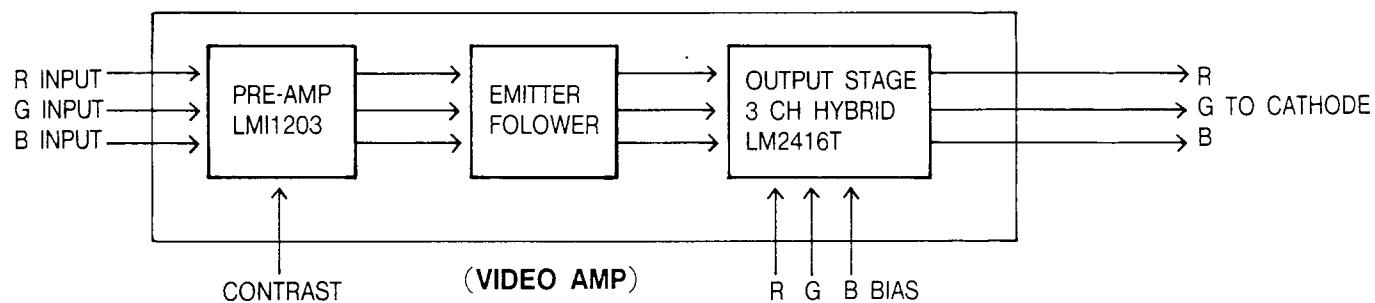 R INPUT
G INPUT
B INPUT
PRE-AMP
LMI1203
EMITTER
FOLOWER
OUTPUT STAGE
3 CH HYBRID
LM2416T
R
G TO CATHODE
B
CONTRAST
(VIDEO AMP)
R G B BIAS